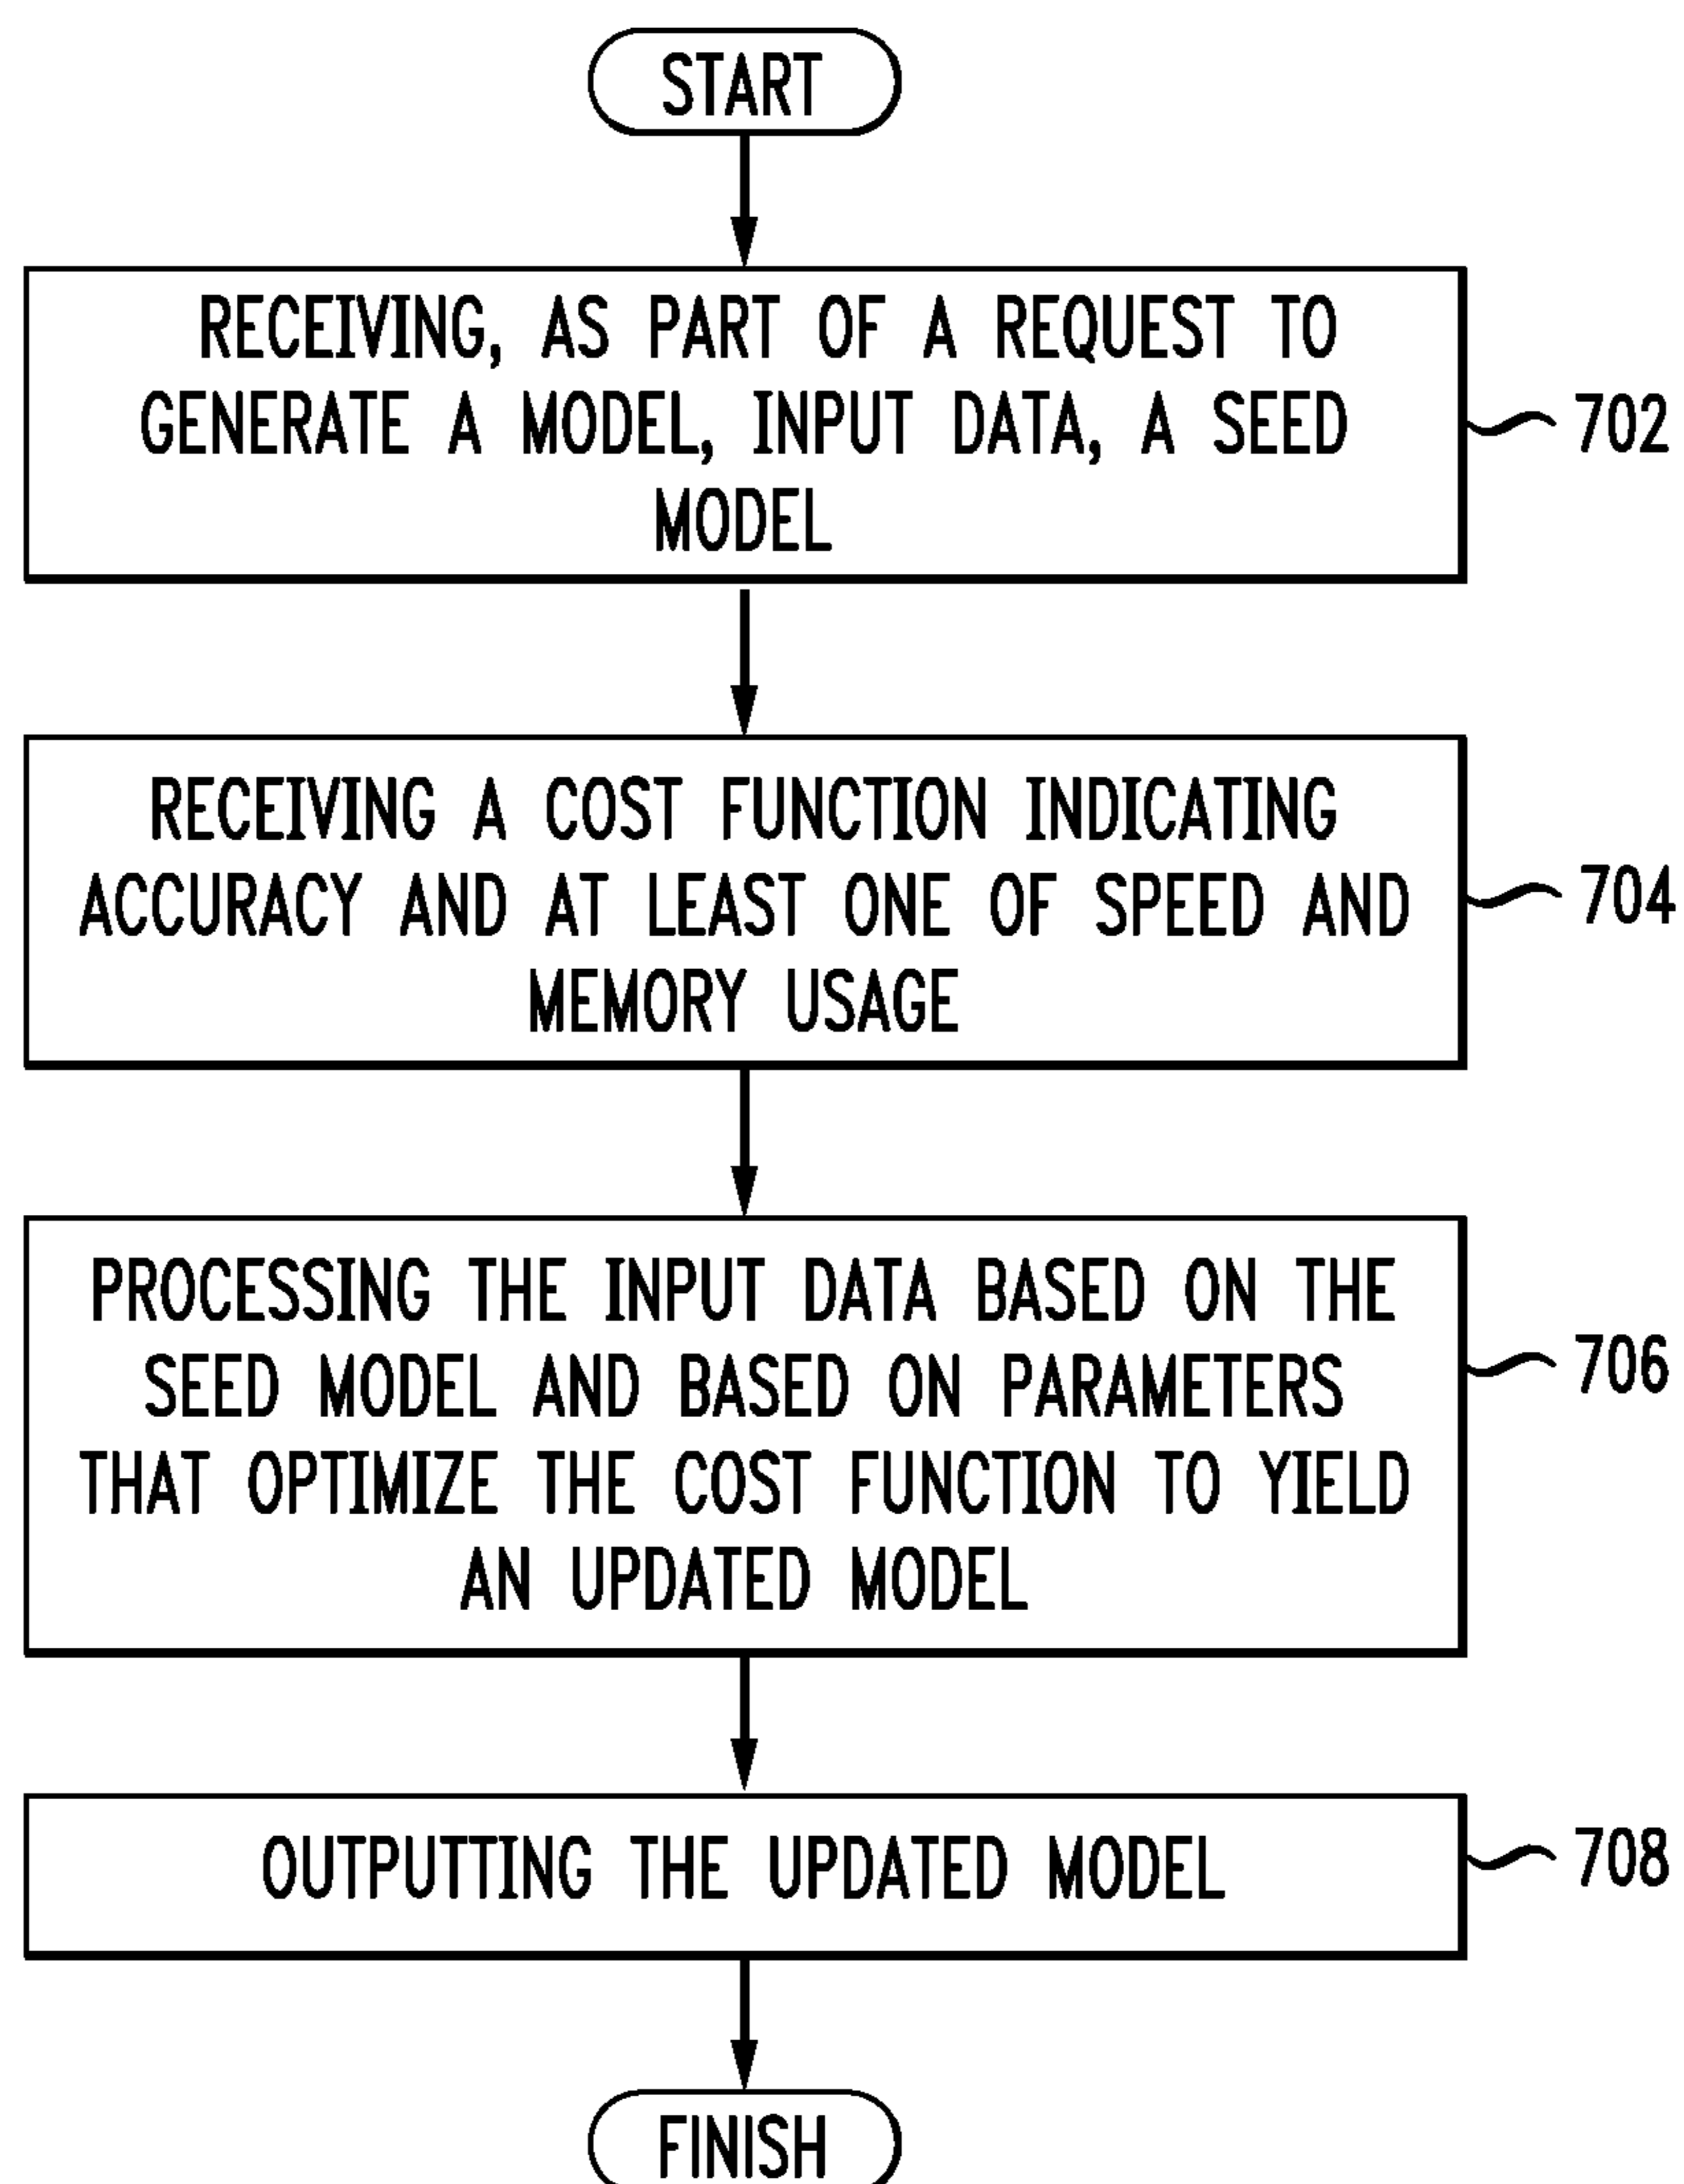 START
RECEIVING, AS PART OF A REQUEST TO
GENERATE A MODEL, INPUT DATA, A SEED
MODEL
702
RECEIVING A COST FUNCTION INDICATING
ACCURACY AND AT LEAST ONE OF SPEED AND
MEMORY USAGE
704
PROCESSING THE INPUT DATA BASED ON THE
SEED MODEL AND BASED ON PARAMETERS
THAT OPTIMIZE THE COST FUNCTION TO YIELD
AN UPDATED MODEL
706
OUTPUTTING THE UPDATED MODEL
708
FINISH